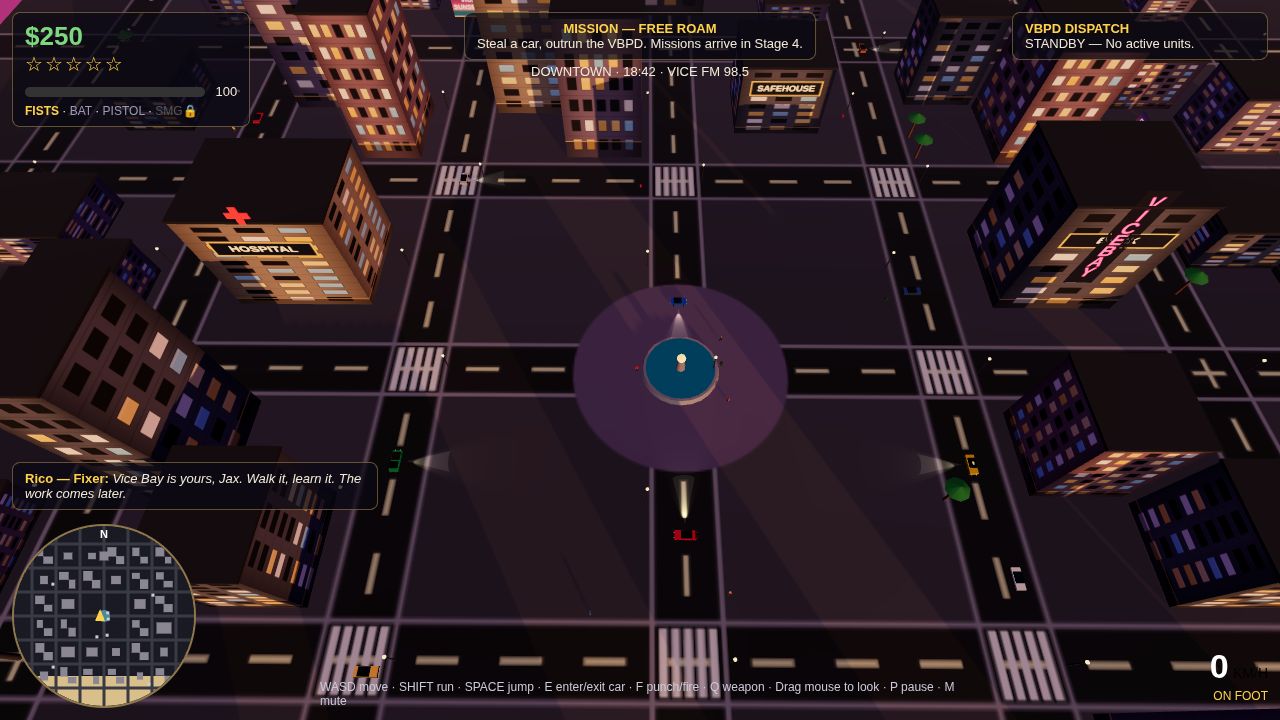 $250
☆☆☆☆☆
100
FISTS · BAT · PISTOL · SMG🔒
MISSION — FREE ROAM
Steal a car, outrun the VBPD. Missions arrive in Stage 4.
DOWNTOWN · 18:42 · VICE FM 98.5
VBPD DISPATCH
STANDBY — No active units.
SAFEHOUSE
HOSPITAL
Rico — Fixer: Vice Bay is yours, Jax. Walk it, learn it. The
work comes later.
N
WASD move · SHIFT run · SPACE jump · E enter/exit car · F punch/fire · Q weapon · Drag mouse to look · P pause · M
mute
0 KM/H
ON FOOT